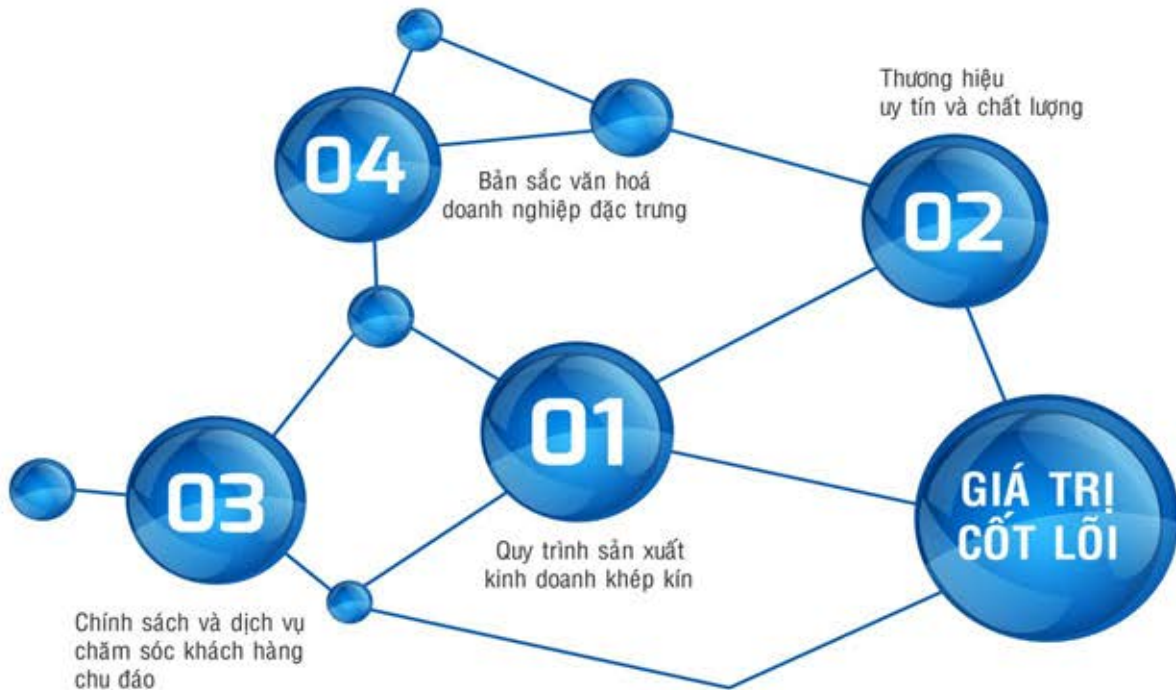 04
Bản sắc văn hoá
doanh nghiệp đặc trưng
Thương hiệu
uy tín và chất lượng
02
01
Quy trình sản xuất
kinh doanh khép kín
GIÁ TRỊ
CỐT LÕI
03
Chính sách và dịch vụ
chăm sóc khách hàng
chu đáo